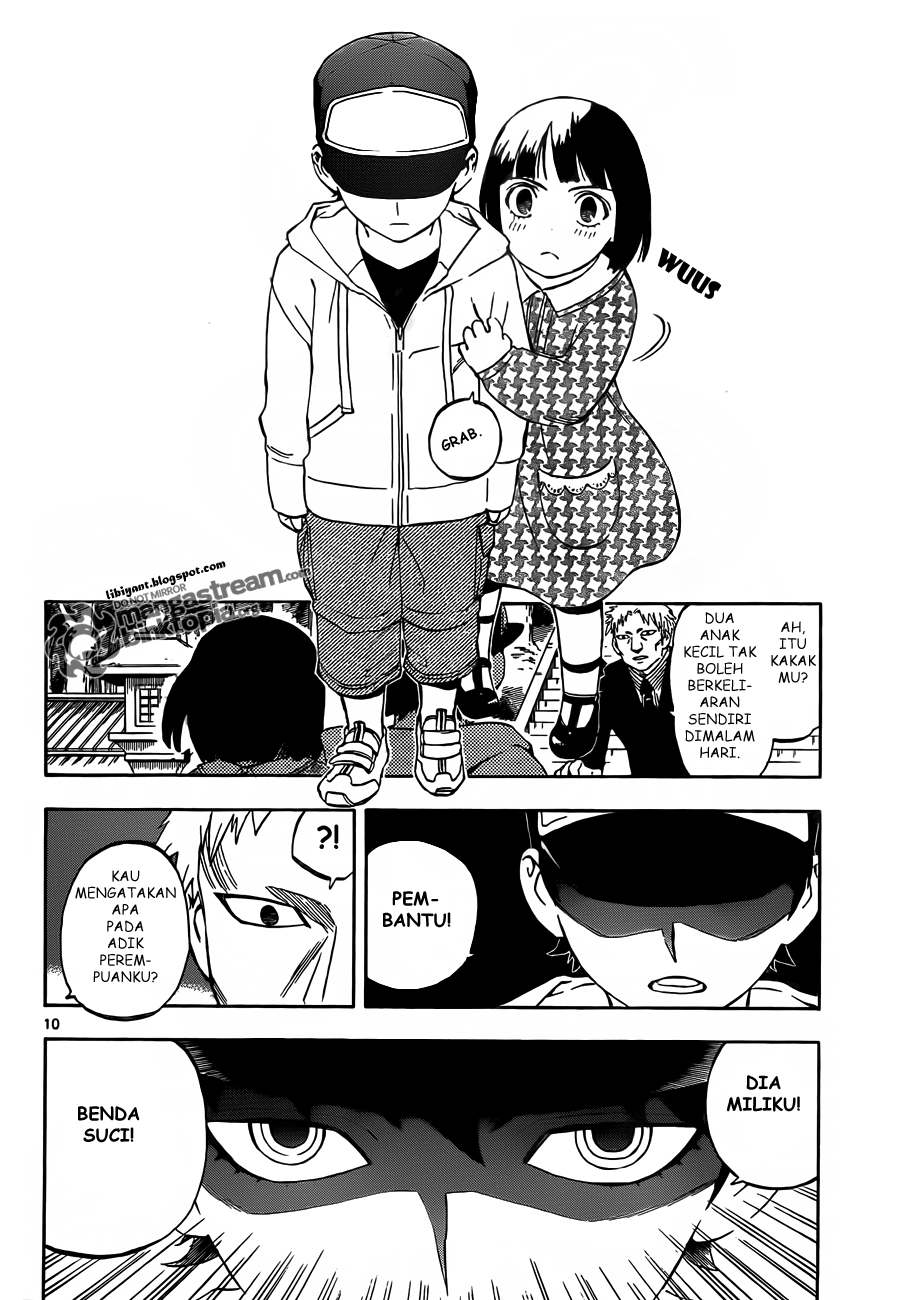 WUUS
GRAB.
libiyant.blogspot.com
DO NOT MIRROR
mangastream.com
AH,
ITU
KAKAK
MU?
DUA
ANAK
KECIL TAK
BOLEH
BERKELI-
ARAN
SENDIRI
DIMALAM
HARI.
PEM-
BANTU!
?!
KAU
MENGATAKAN
APA
PADA
ADIK
PEREM-
PUANKU?
10
DIA
MILIKU!
BENDA
SUCI!